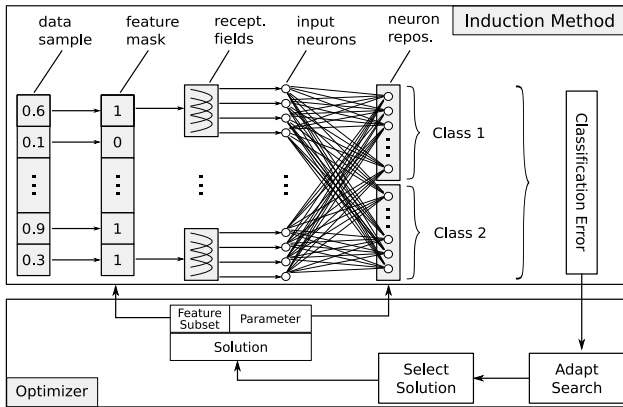 data sample
feature mask
recept. fields
input neurons
neuron repos.
Induction Method
0.6
1
0.1
0
0.9
1
0.3
1
Class 1
Class 2
Classification Error
Feature Subset
Parameter
Solution
Select Solution
Adapt Search
Optimizer